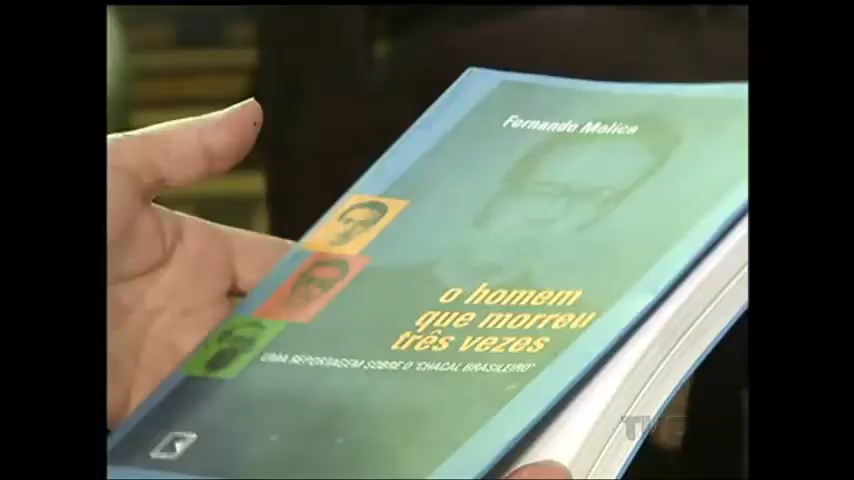 Fernando Molica
o homem
que morreu
três vezes
UMA REPORTAGEM SOBRE O "CHACAL BRASILEIRO"